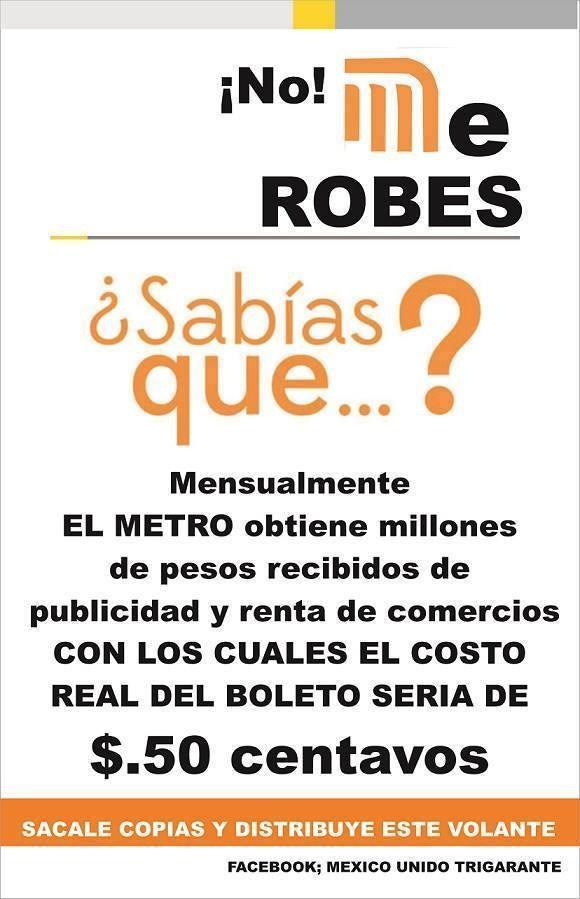 ¡No! Me
ROBES
¿Sabías
que...?
Mensualmente
EL METRO obtiene millones
de pesos recibidos de
publicidad y renta de comercios
CON LOS CUALES EL COSTO
REAL DEL BOLETO SERIA DE
$.50 centavos
SACALE COPIAS Y DISTRIBUYE ESTE VOLANTE
FACEBOOK; MEXICO UNIDO TRIGARANTE